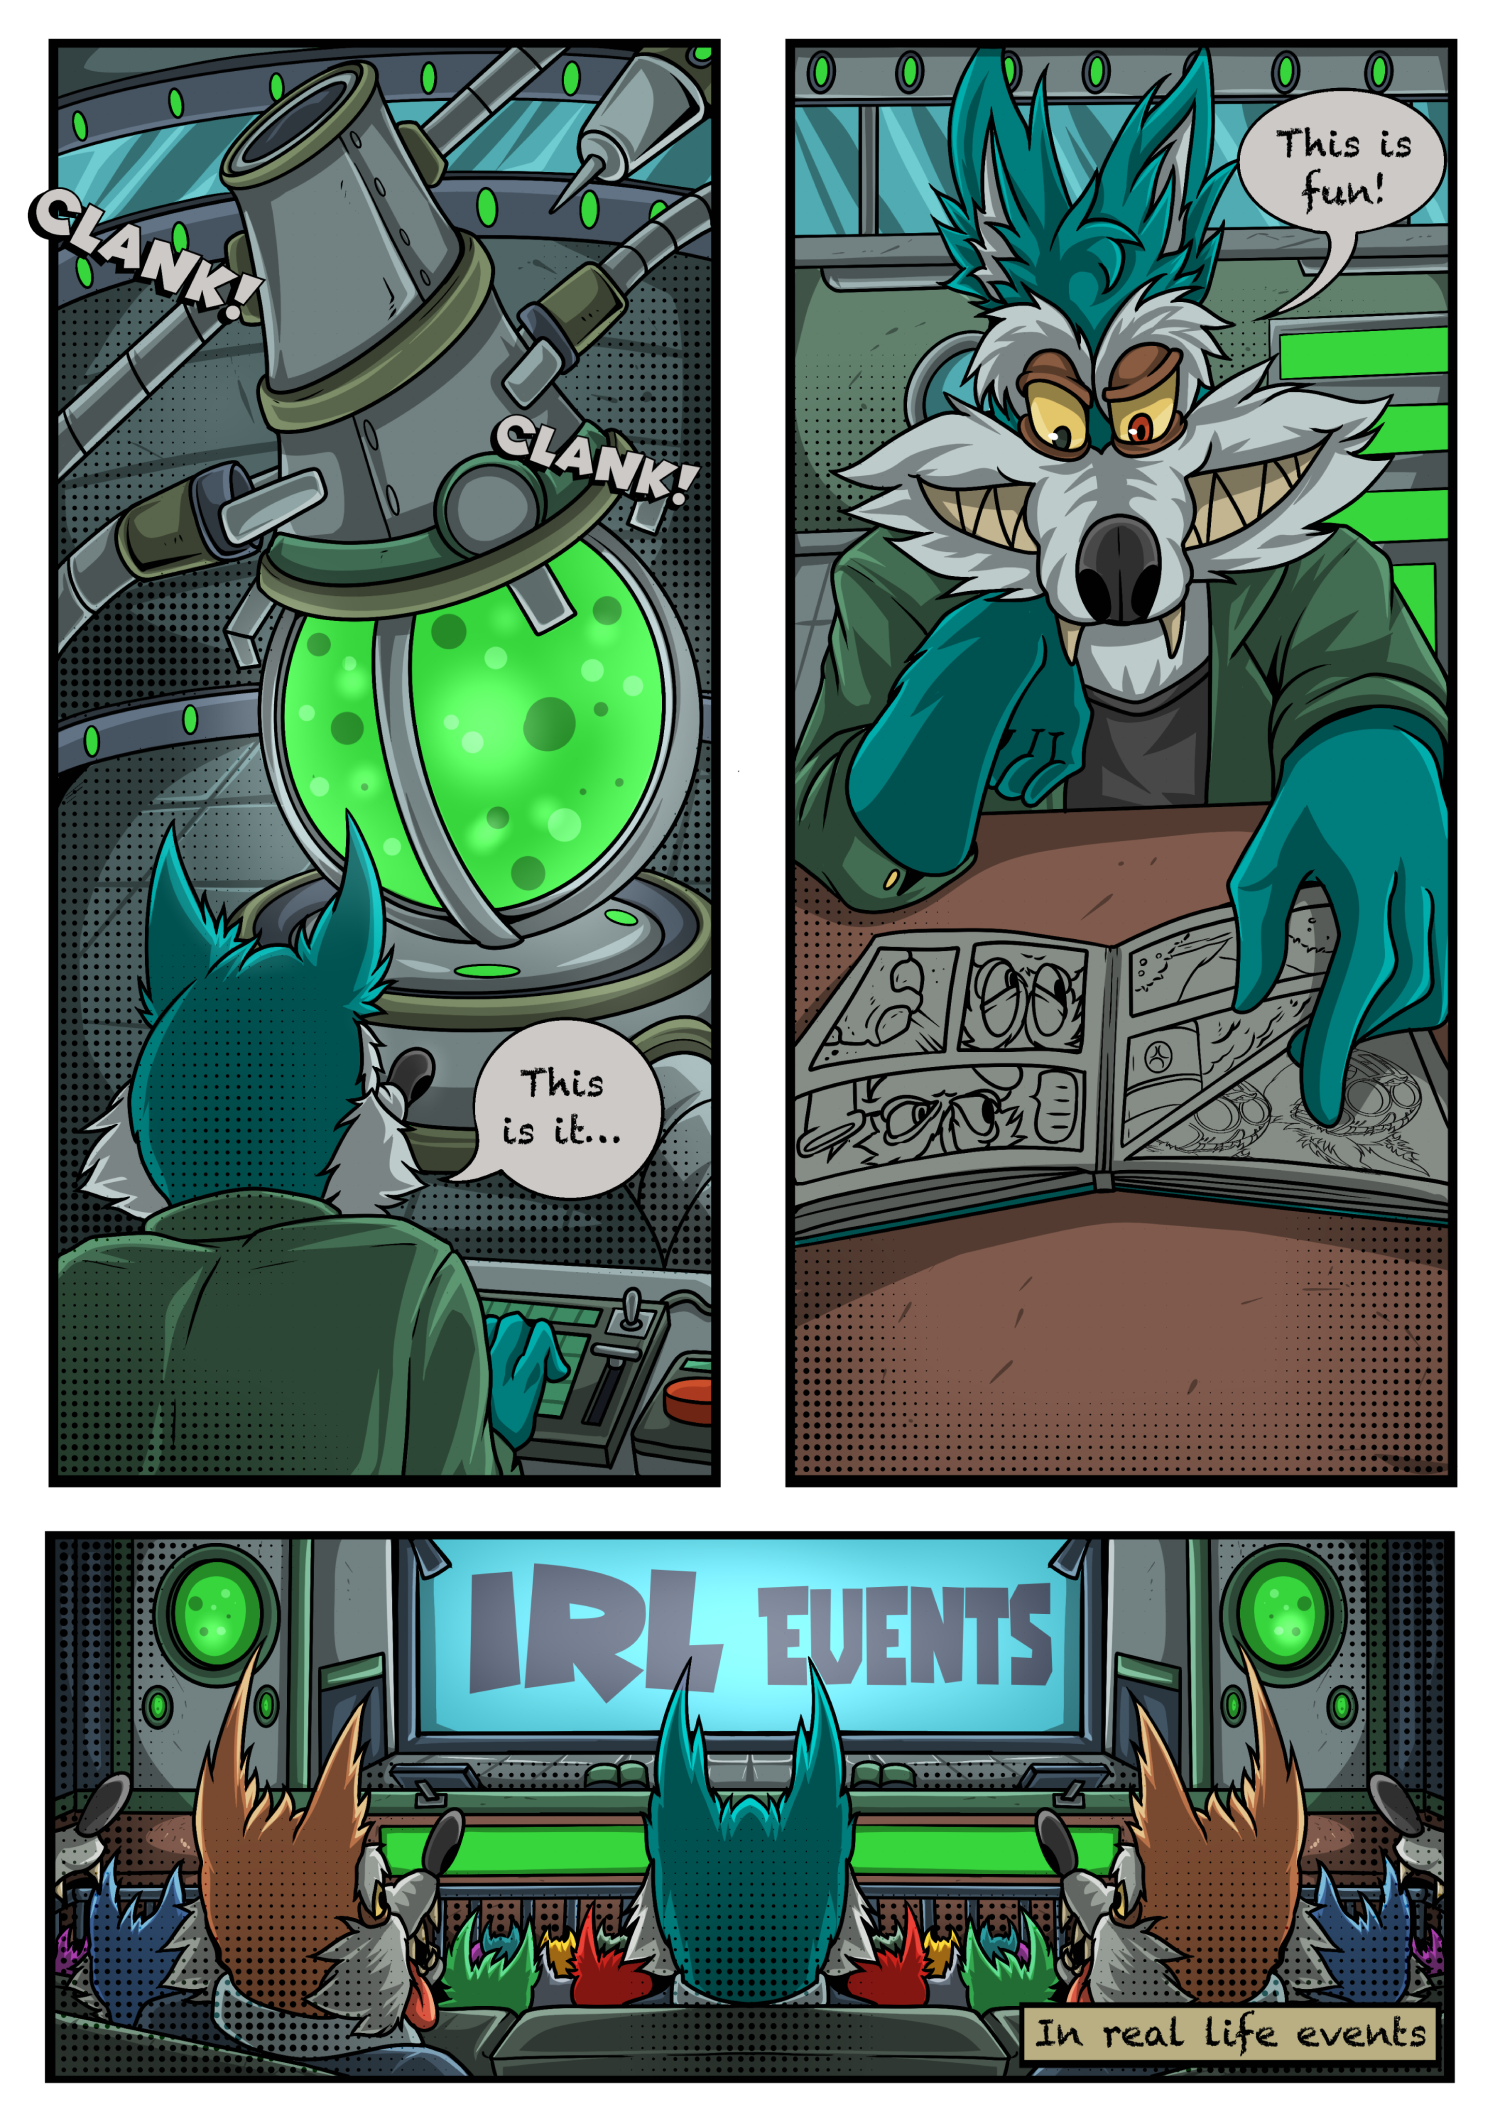 CLANK!
CLANK!
This
is it...
This is
fun!
IRL EVENTS
In real life events